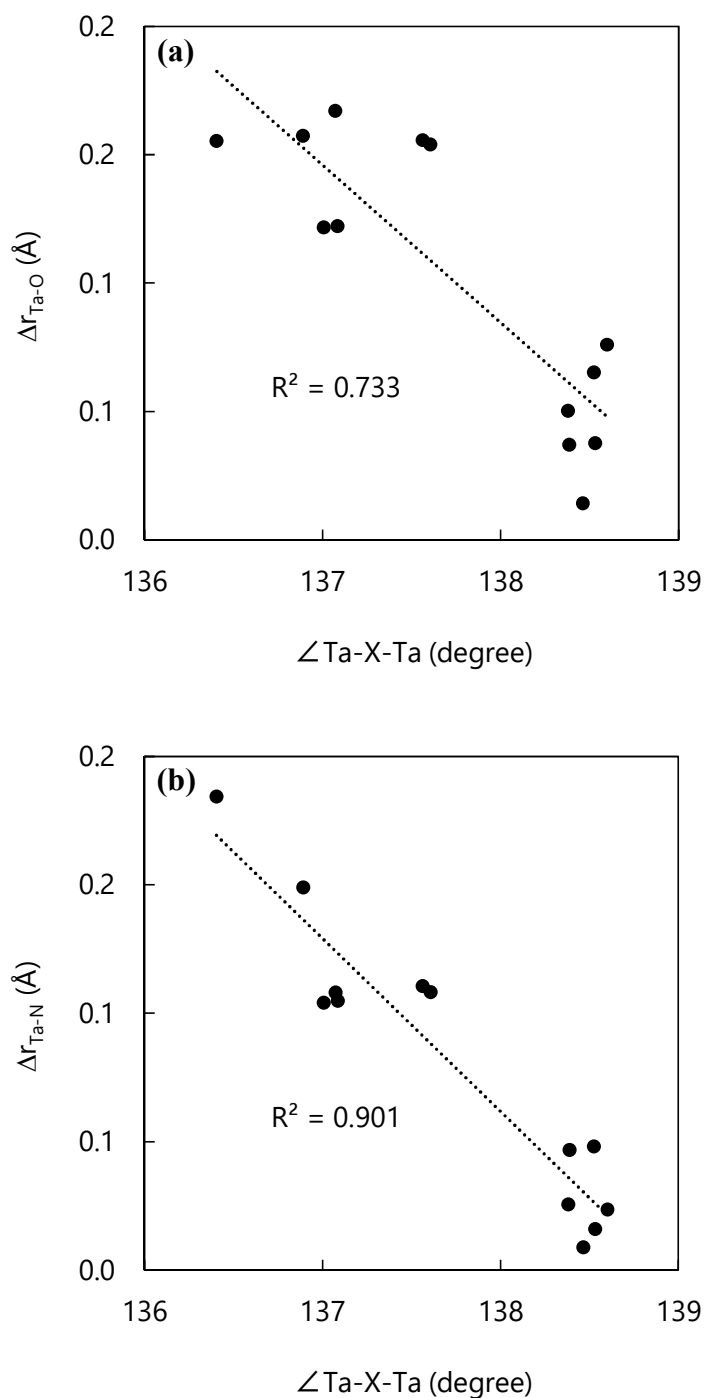 (a)
0.2
0.2
0.1
0.1
0.0
ΔrTa-O (Å)
R² = 0.733
136 137 138 139
∠Ta-X-Ta (degree)
(b)
0.2
0.2
0.1
0.1
0.0
ΔrTa-N (Å)
R² = 0.901
136 137 138 139
∠Ta-X-Ta (degree)